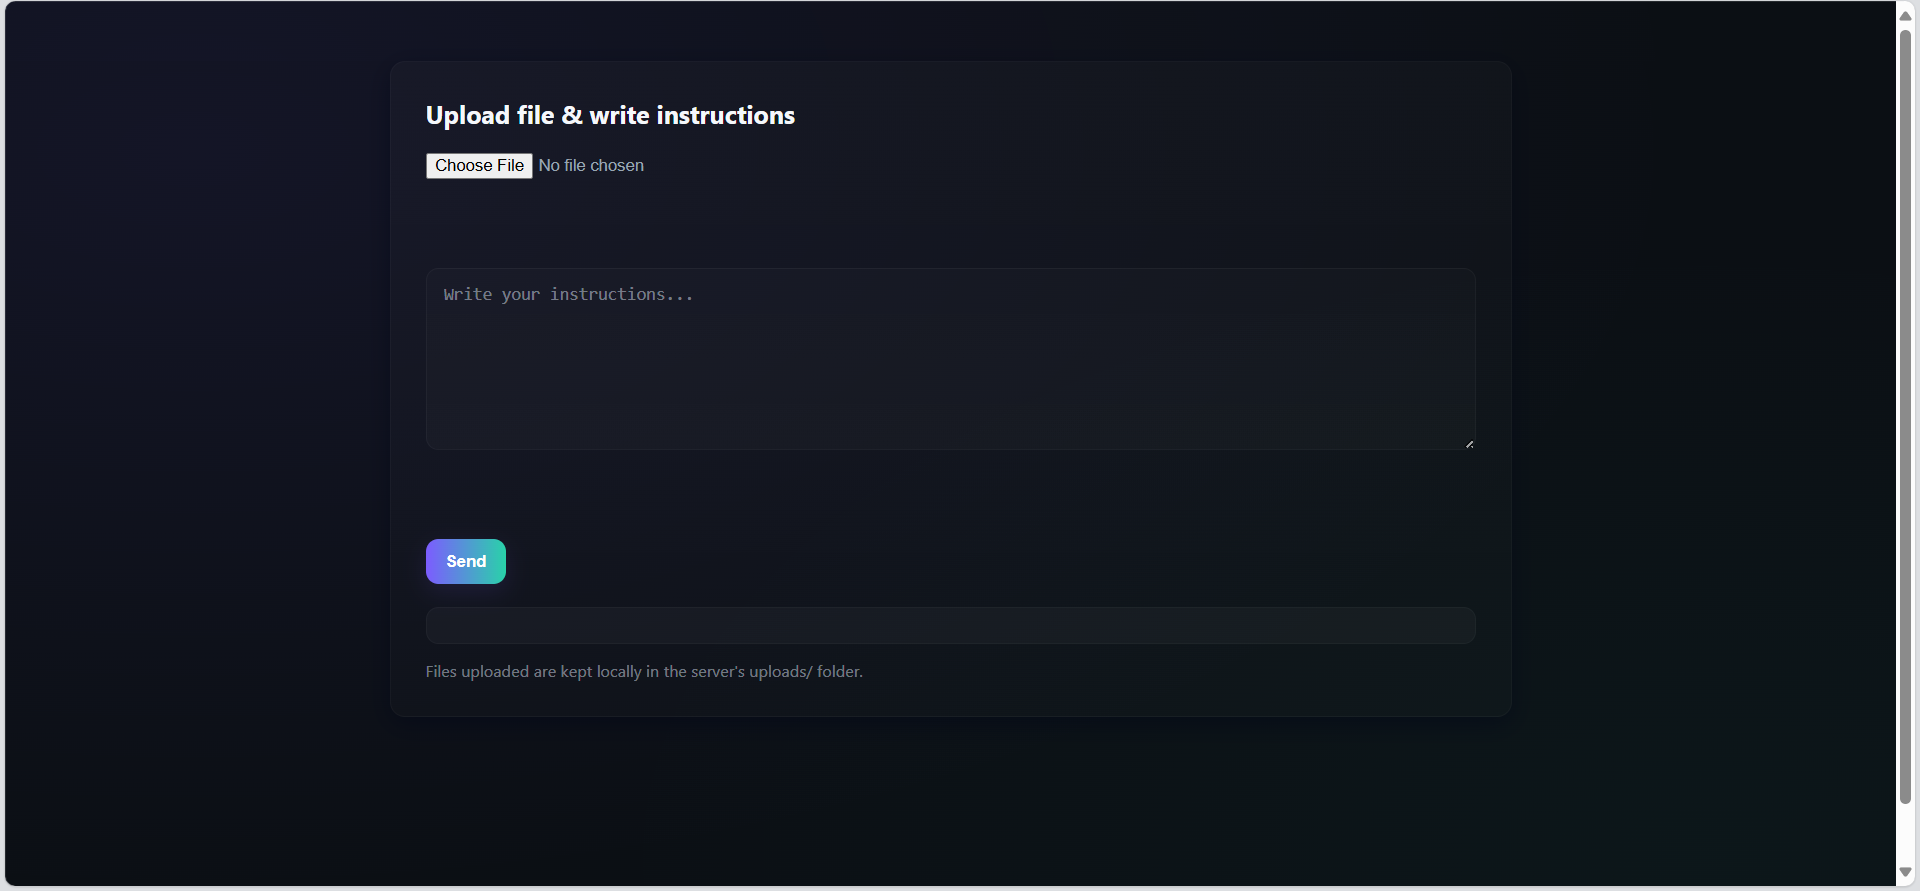 Upload file & write instructions
Choose File No file chosen
Write your instructions...
Send
Files uploaded are kept locally in the server's uploads/ folder.